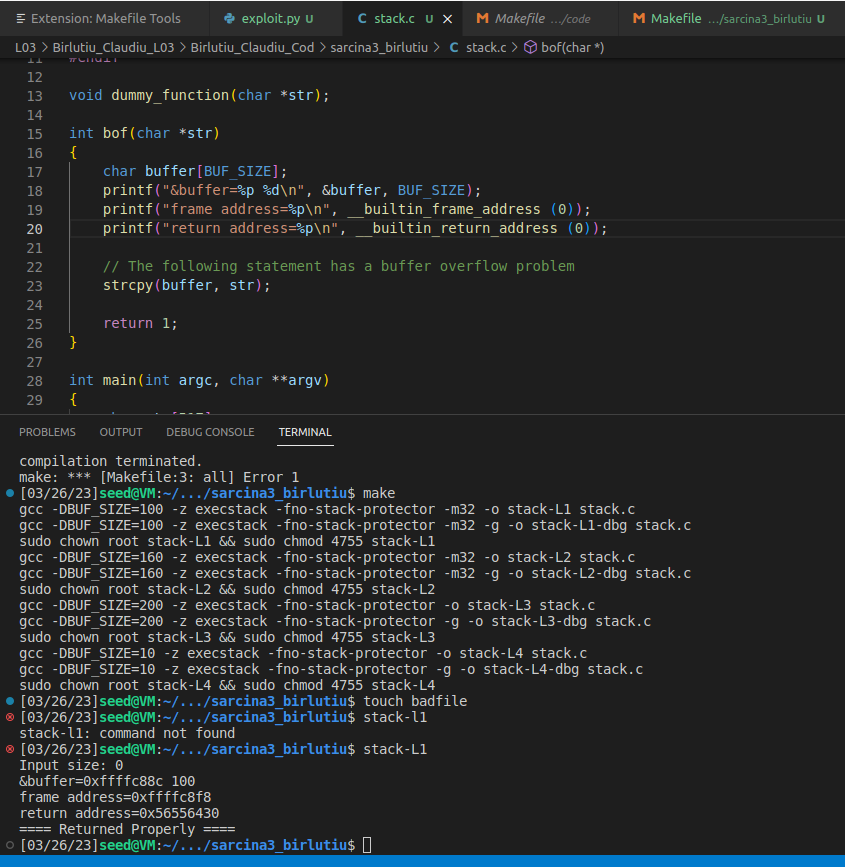 Extension: Makefile Tools exploit.py U C stack.c U × M Makefile .../code M Makefile .../sarcina3_birlutiu U
L03 > Birlutiu_Claudiu_L03 > Birlutiu_Claudiu_Cod > sarcina3_birlutiu > C stack.c > bof(char *)
11 #endif
12
13 void dummy_function(char *str);
14
15 int bof(char *str)
16 {
17 char buffer[BUF_SIZE];
18 printf("&buffer=%p %d\n", &buffer, BUF_SIZE);
19 printf("frame address=%p\n", __builtin_frame_address (0));
20 printf("return address=%p\n", __builtin_return_address (0));
21
22 // The following statement has a buffer overflow problem
23 strcpy(buffer, str);
24
25 return 1;
26 }
27
28 int main(int argc, char **argv)
29 {
PROBLEMS OUTPUT DEBUG CONSOLE TERMINAL
compilation terminated.
make: *** [Makefile:3: all] Error 1
[03/26/23]seed@VM:~/.../sarcina3_birlutiu$ make
gcc -DBUF_SIZE=100 -z execstack -fno-stack-protector -m32 -o stack-L1 stack.c
gcc -DBUF_SIZE=100 -z execstack -fno-stack-protector -m32 -g -o stack-L1-dbg stack.c
sudo chown root stack-L1 && sudo chmod 4755 stack-L1
gcc -DBUF_SIZE=160 -z execstack -fno-stack-protector -m32 -o stack-L2 stack.c
gcc -DBUF_SIZE=160 -z execstack -fno-stack-protector -m32 -g -o stack-L2-dbg stack.c
sudo chown root stack-L2 && sudo chmod 4755 stack-L2
gcc -DBUF_SIZE=200 -z execstack -fno-stack-protector -o stack-L3 stack.c
gcc -DBUF_SIZE=200 -z execstack -fno-stack-protector -g -o stack-L3-dbg stack.c
sudo chown root stack-L3 && sudo chmod 4755 stack-L3
gcc -DBUF_SIZE=10 -z execstack -fno-stack-protector -o stack-L4 stack.c
gcc -DBUF_SIZE=10 -z execstack -fno-stack-protector -g -o stack-L4-dbg stack.c
sudo chown root stack-L4 && sudo chmod 4755 stack-L4
[03/26/23]seed@VM:~/.../sarcina3_birlutiu$ touch badfile
[03/26/23]seed@VM:~/.../sarcina3_birlutiu$ stack-l1
stack-l1: command not found
[03/26/23]seed@VM:~/.../sarcina3_birlutiu$ stack-L1
Input size: 0
&buffer=0xffffc88c 100
frame address=0xffffc8f8
return address=0x56556430
==== Returned Properly ====
[03/26/23]seed@VM:~/.../sarcina3_birlutiu$